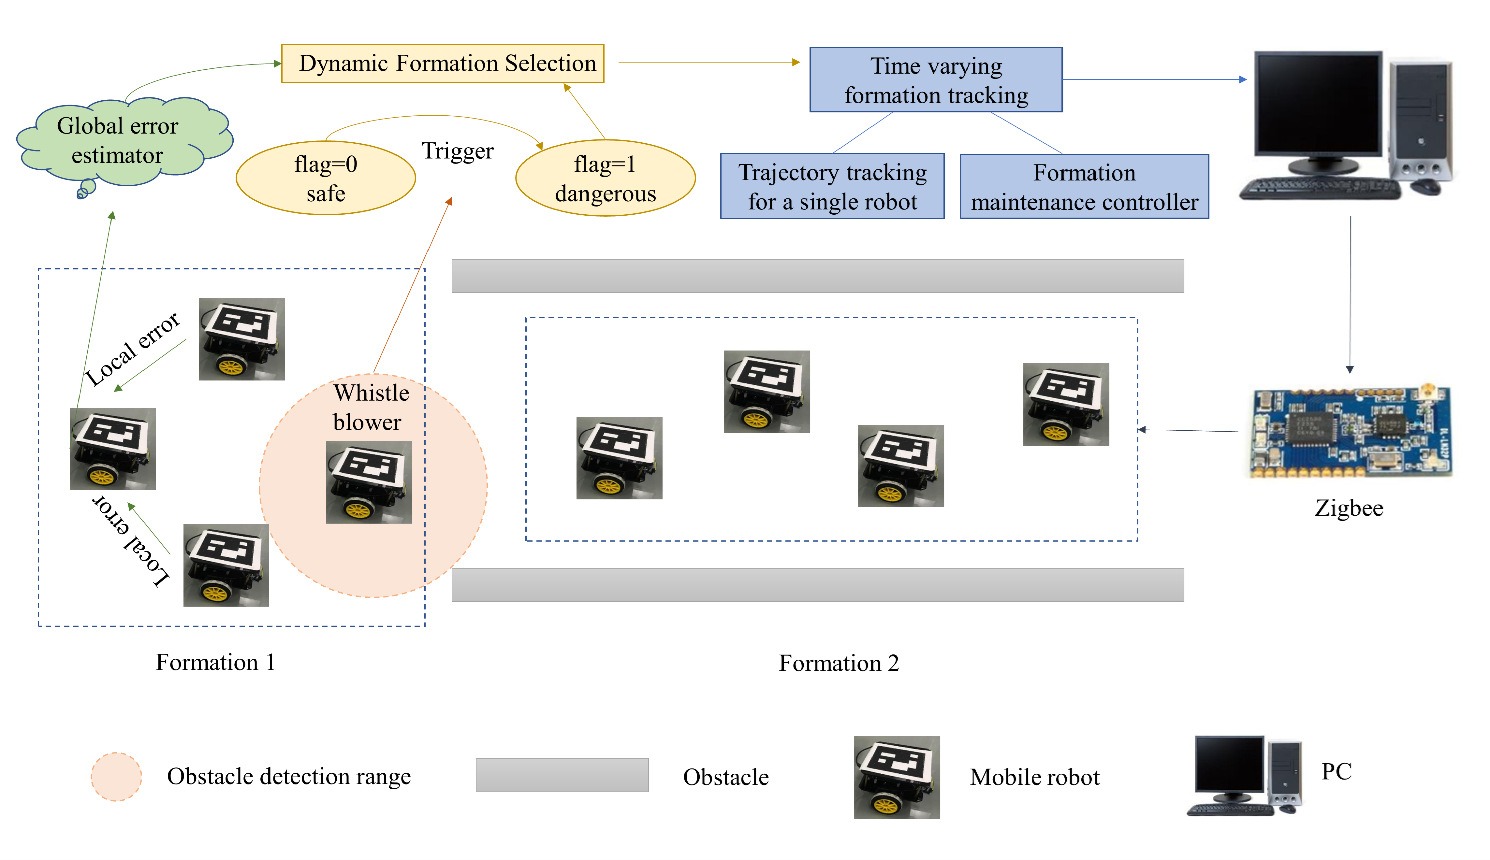 Dynamic Formation Selection
Time varying
formation tracking
Global error
estimator
flag=0
safe
Trigger
flag=1
dangerous
Trajectory tracking
for a single robot
Formation
maintenance controller
Local error
Whistle
blower
Local error
Zigbee
Formation 1
Formation 2
Obstacle detection range
Obstacle
Mobile robot
PC